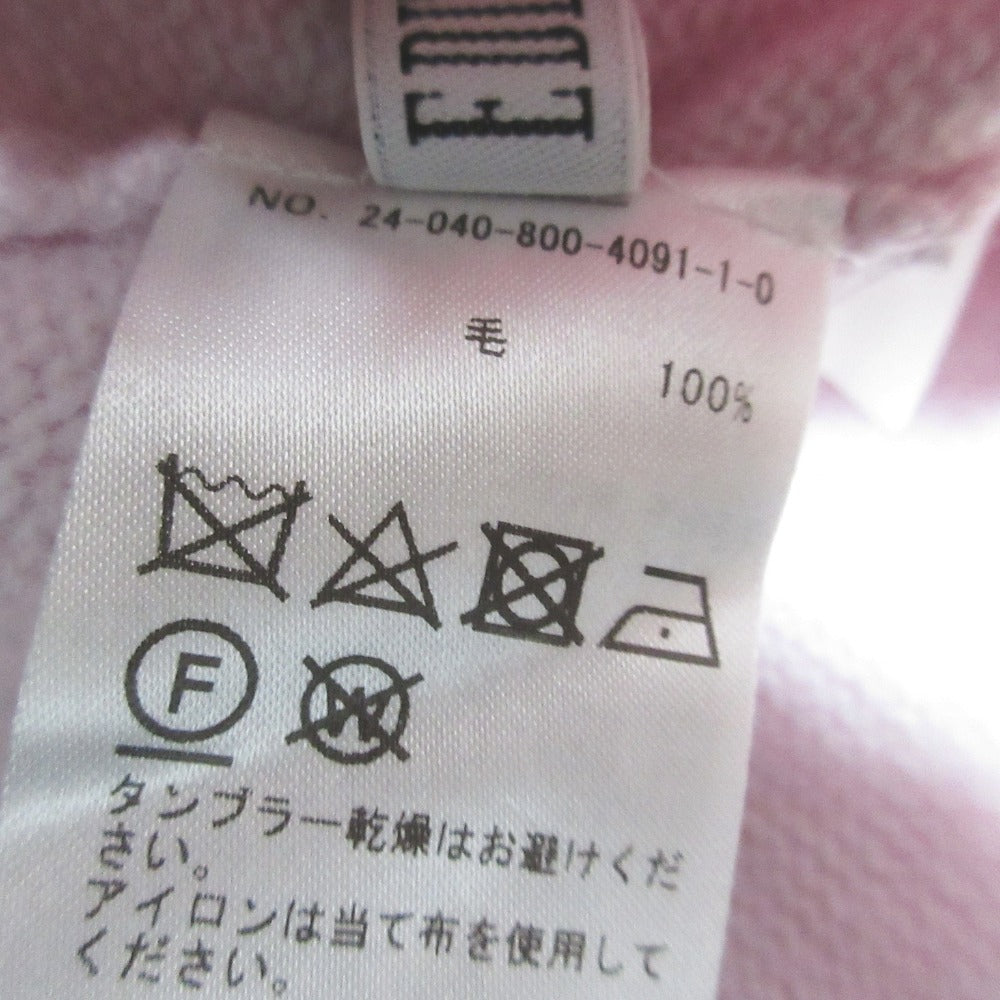 NO. 24-040-800-4091-1-0
毛
100%
F
W
タンブラー乾燥はお避けくだ
さい。
アイロンは当て布を使用して
ください。